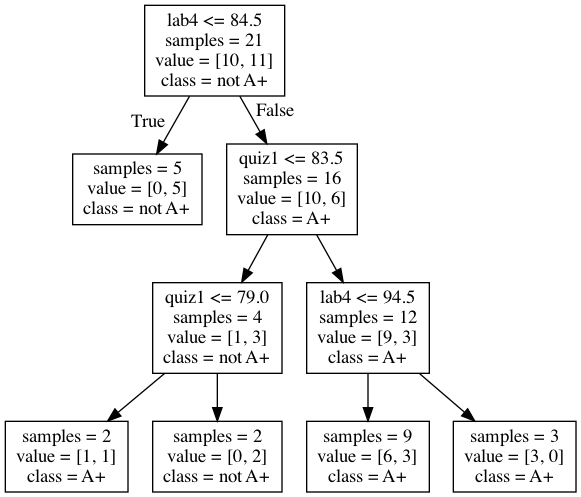 lab4 <= 84.5
samples = 21
value = [10, 11]
class = not A+
True
False
samples = 5
value = [0, 5]
class = not A+
quiz1 <= 83.5
samples = 16
value = [10, 6]
class = A+
quiz1 <= 79.0
samples = 4
value = [1, 3]
class = not A+
lab4 <= 94.5
samples = 12
value = [9, 3]
class = A+
samples = 2
value = [1, 1]
class = A+
samples = 2
value = [0, 2]
class = not A+
samples = 9
value = [6, 3]
class = A+
samples = 3
value = [3, 0]
class = A+